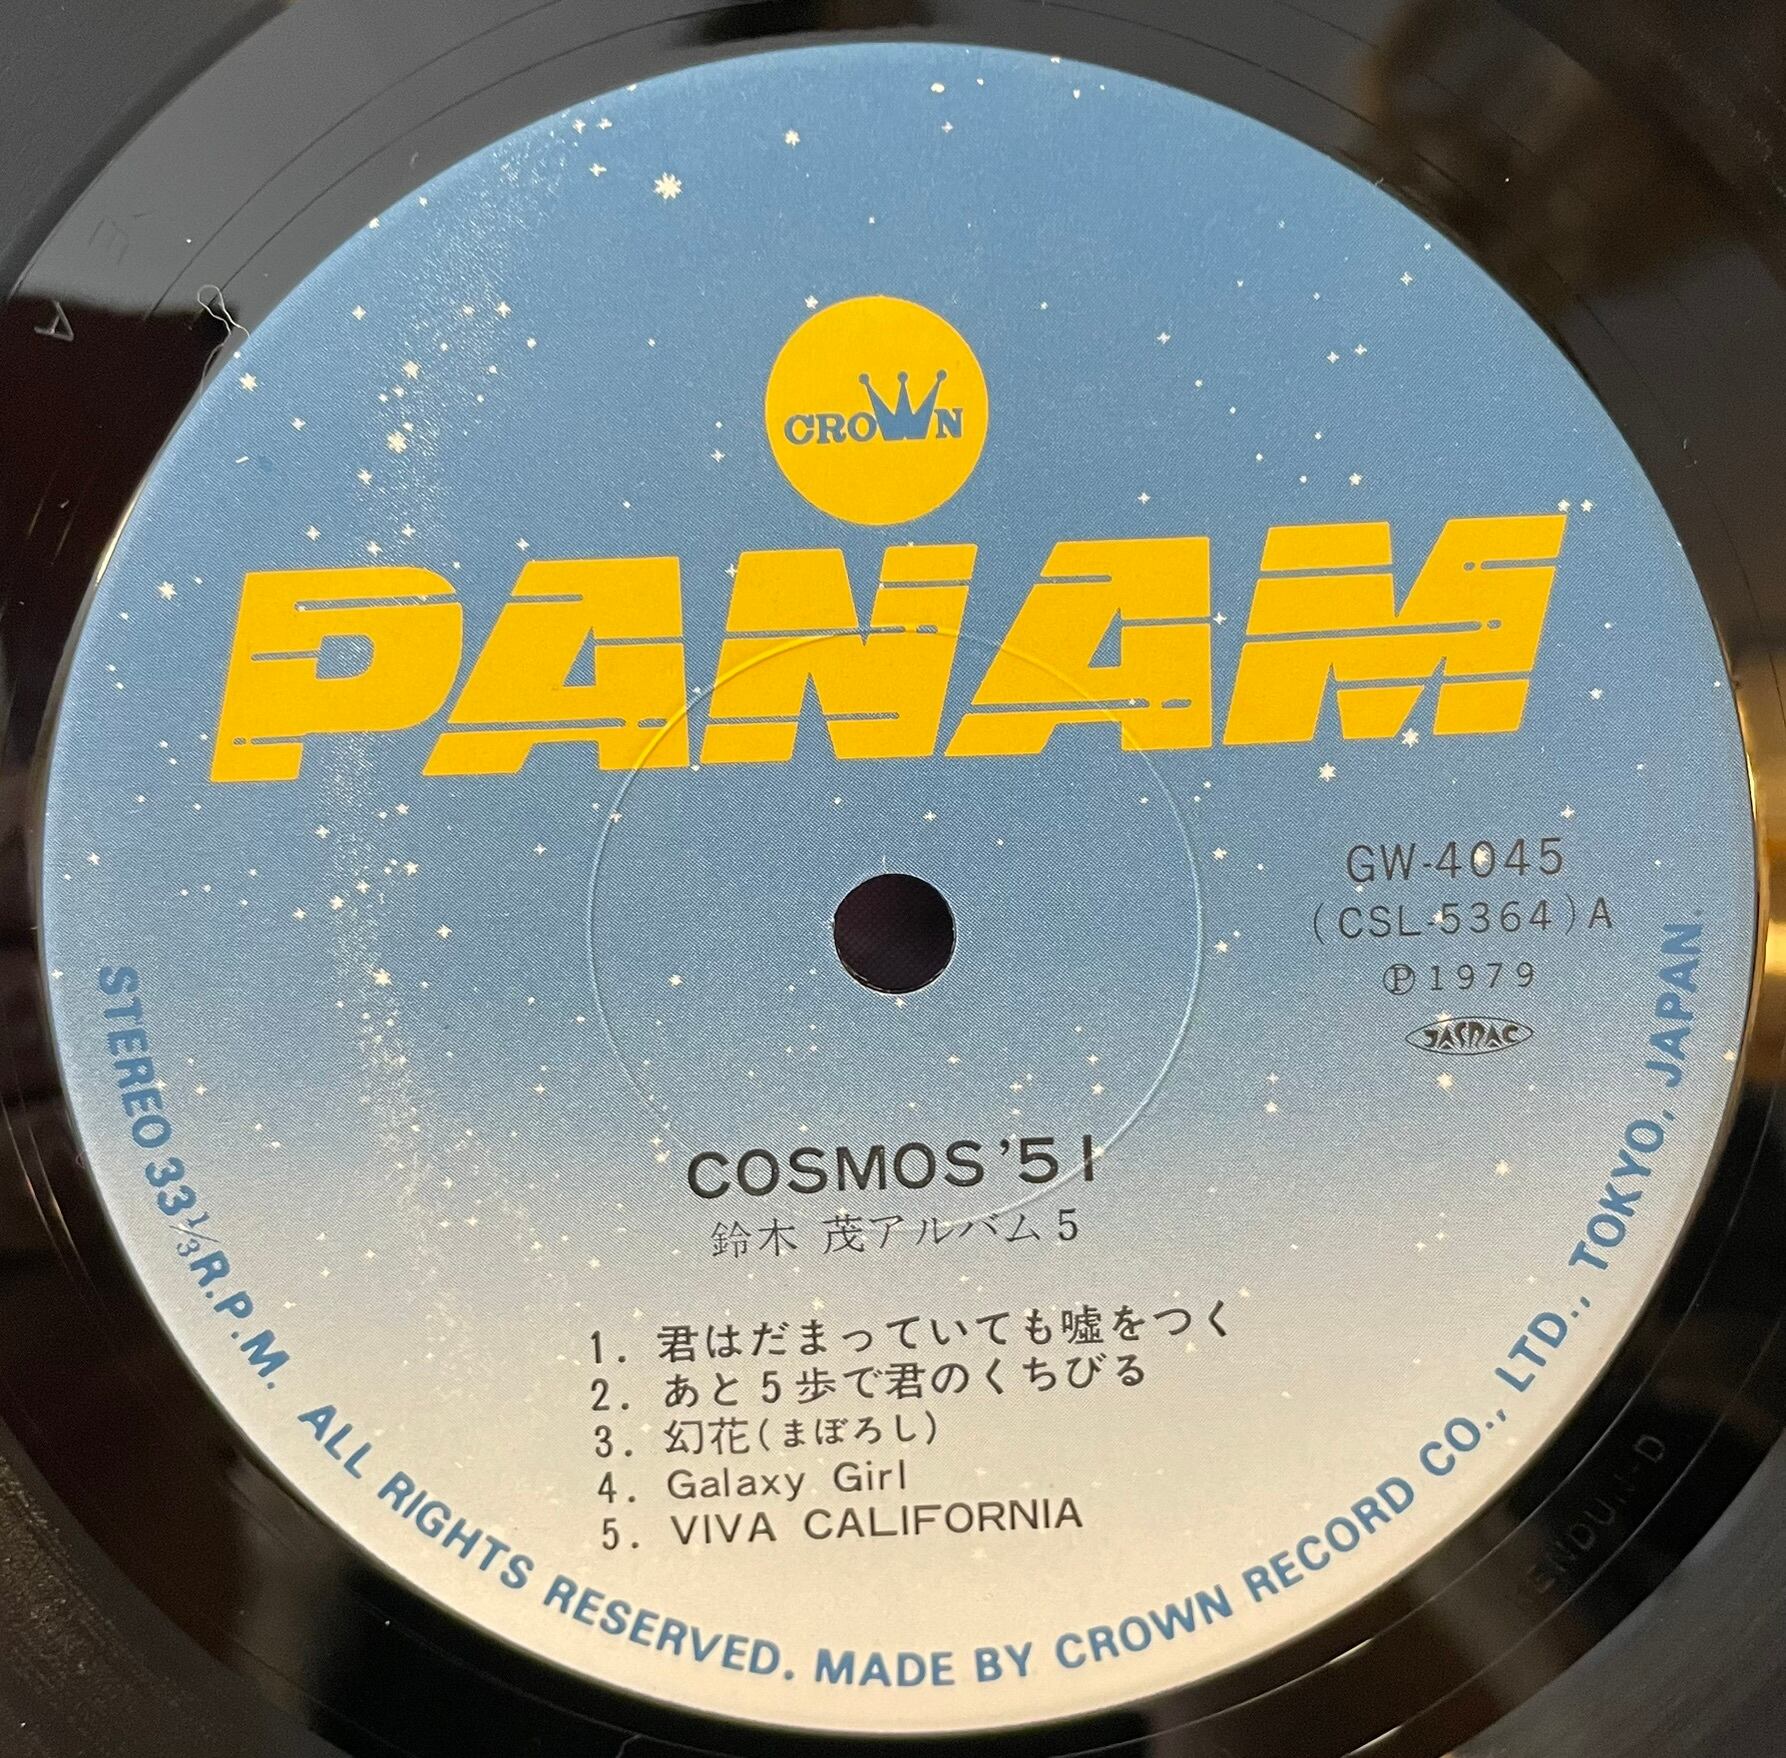 CROWN
PANAM
GW-4045
(CSL-5364)A
Ⓟ1979
JASRAC
COSMOS '51
鈴木 茂アルバム5
1. 君はだまっていても嘘をつく
2. あと5歩で君のくちびる
3. 幻花(まぼろし)
4. Galaxy Girl
5. VIVA CALIFORNIA
STEREO 33⅓ R.P.M. ALL RIGHTS RESERVED. MADE BY CROWN RECORD CO., LTD., TOKYO, JAPAN.
A